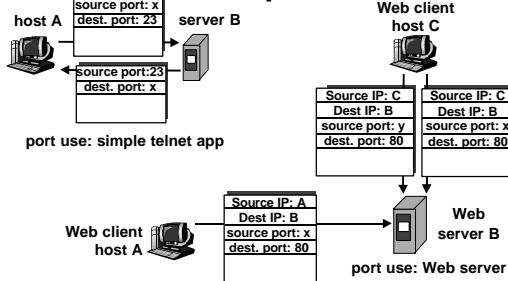 source port: x
dest. port: 23
host A
server B
source port:23
dest. port: x
port use: simple telnet app
Web client
host C
Source IP: C
Dest IP: B
source port: y
dest. port: 80
Source IP: C
Dest IP: B
source port: x
dest. port: 80
Source IP: A
Dest IP: B
source port: x
dest. port: 80
Web client
host A
Web
server B
port use: Web server